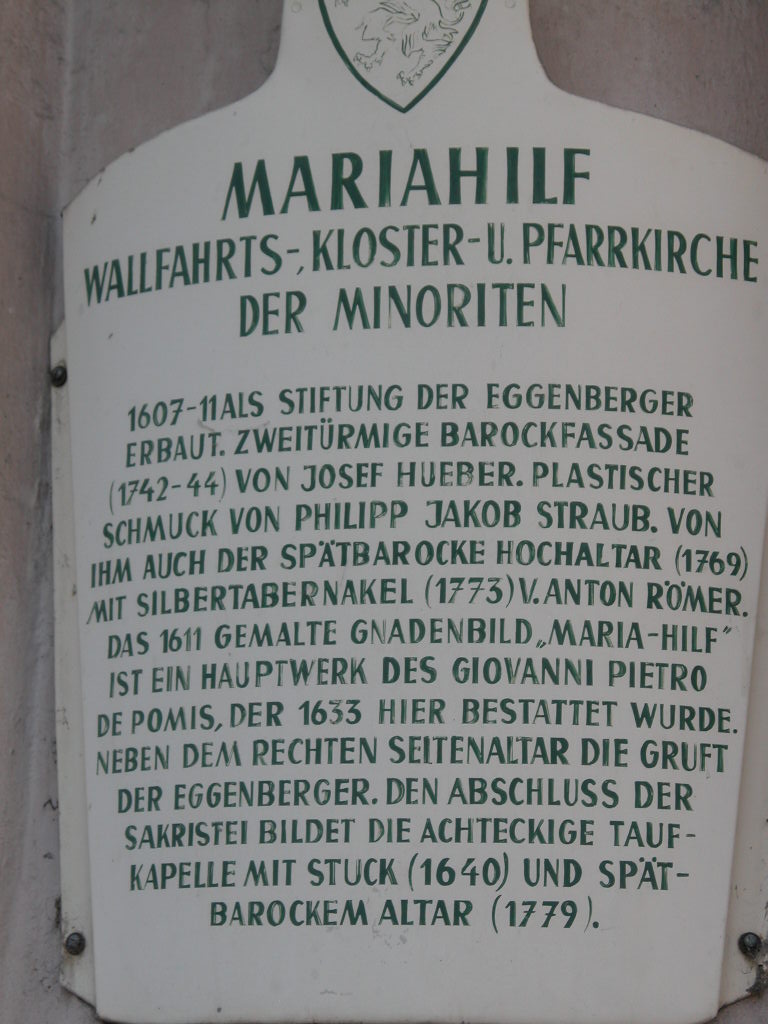 MARIAHILF
WALLFAHRTS-, KLOSTER- U. PFARRKIRCHE
DER MINORITEN
1607-11 ALS STIFTUNG DER EGGENBERGER
ERBAUT. ZWEITÜRMIGE BAROCKFASSADE
(1742-44) VON JOSEF HUEBER. PLASTISCHER
SCHMUCK VON PHILIPP JAKOB STRAUB. VON
IHM AUCH DER SPÄTBAROCKE HOCHALTAR (1769)
MIT SILBERTABERNAKEL (1773) V. ANTON RÖMER.
DAS 1611 GEMALTE GNADENBILD „MARIA-HILF"
IST EIN HAUPTWERK DES GIOVANNI PIETRO
DE POMIS, DER 1633 HIER BESTATTET WURDE.
NEBEN DEM RECHTEN SEITENALTAR DIE GRUFT
DER EGGENBERGER. DEN ABSCHLUSS DER
SAKRISTEI BILDET DIE ACHTECKIGE TAUF-
KAPELLE MIT STUCK (1640) UND SPÄT-
BAROCKEM ALTAR (1779).